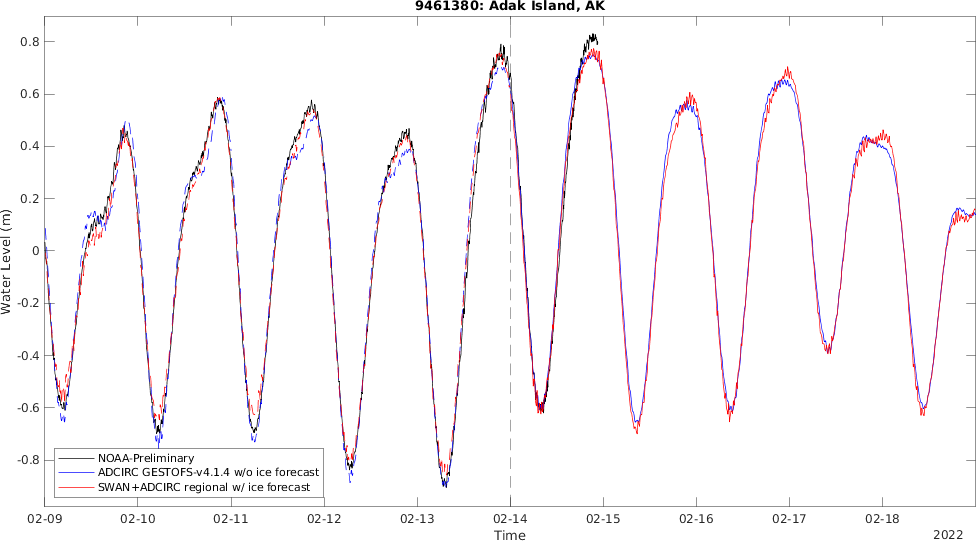 9461380: Adak Island, AK
Water Level (m)
0.8
0.6
0.4
0.2
0
-0.2
-0.4
-0.6
-0.8
NOAA-Preliminary
ADCIRC GESTOFS-v4.1.4 w/o ice forecast
SWAN+ADCIRC regional w/ ice forecast
02-09 02-10 02-11 02-12 02-13 02-14 02-15 02-16 02-17 02-18
Time
2022